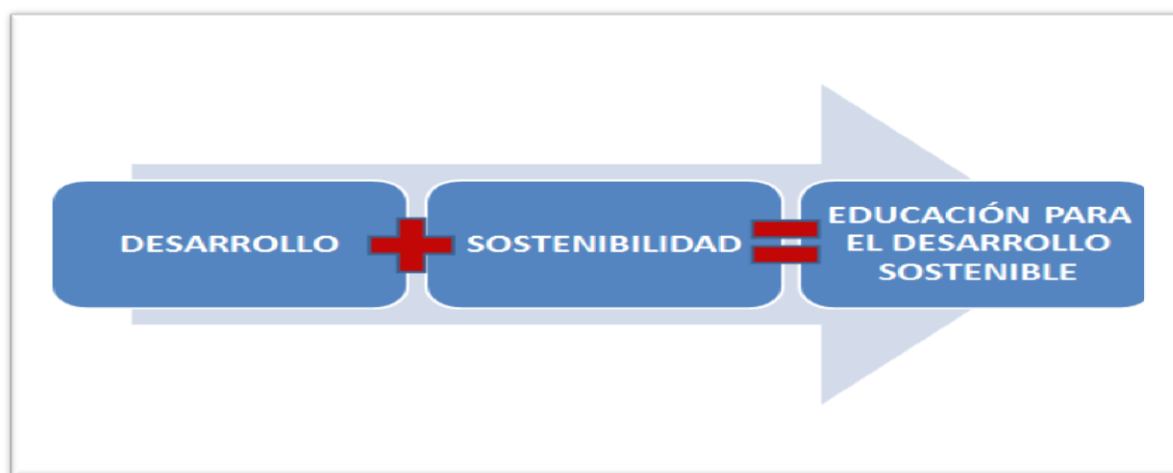 DESARROLLO
SOSTENIBILIDAD
EDUCACIÓN PARA
EL DESARROLLO
SOSTENIBLE